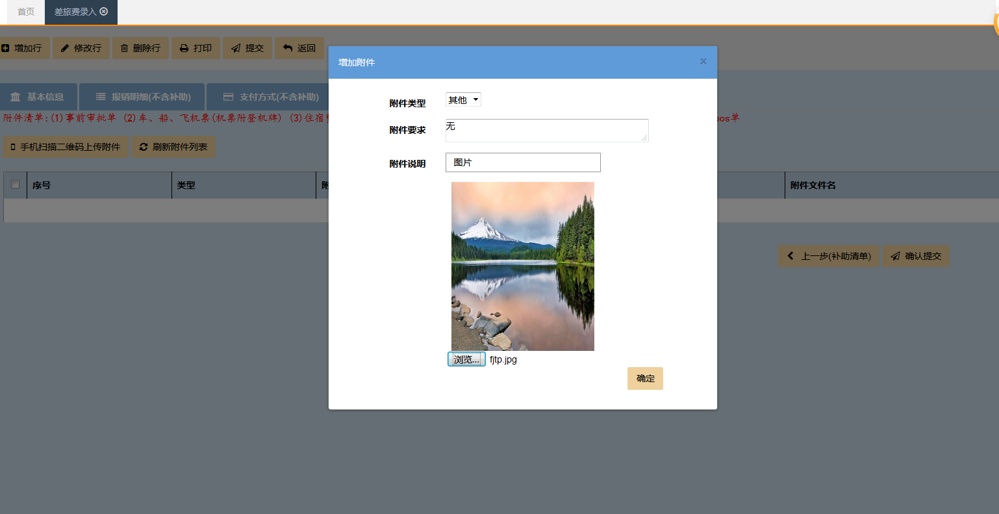 首页 差旅费录入
增加行 修改行 删除行 打印 提交 返回
基本信息 报销明细(不含补助) 支付方式(不含补助)
附件清单:(1)事前审批单 (2)车、船、飞机票(机票附登机牌) (3)住宿 pos单
手机扫描二维码上传附件 刷新附件列表
序号 类型 附件文件名
上一步(补助清单) 确认提交
增加附件 ×
附件类型 其他
附件要求 无
附件说明 图片
浏览... fjtp.jpg
确定